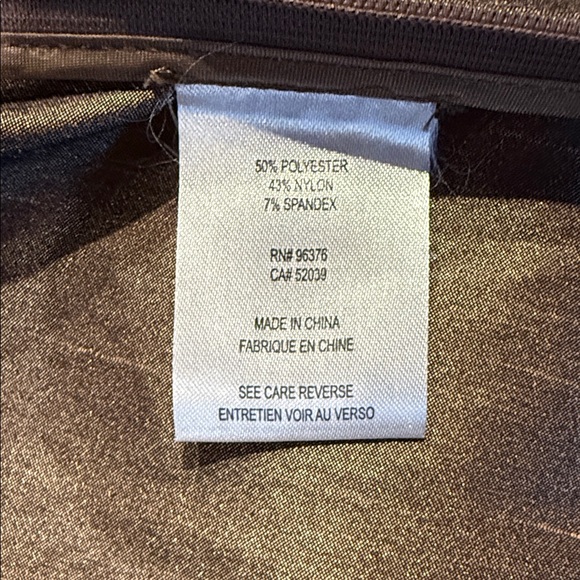 50% POLYESTER
43% NYLON
7% SPANDEX
RN# 96376
CA# 52039
MADE IN CHINA
FABRIQUE EN CHINE
SEE CARE REVERSE
ENTRETIEN VOIR AU VERSO